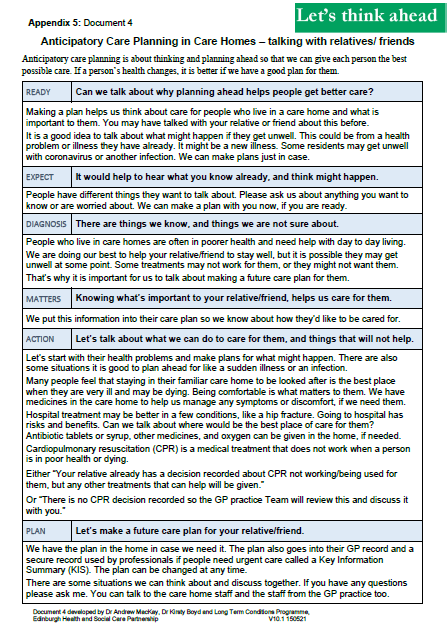 Let's think ahead
Appendix 5: Document 4
Anticipatory Care Planning in Care Homes – talking with relatives/ friends
Anticipatory care planning is about thinking and planning ahead so that we can give each person the best
possible care. If a person's health changes, it is better if we have a good plan for them.
READY
Can we talk about why planning ahead helps people get better care?
Making a plan helps us think about care for people who live in a care home and what is
important to them. You may have talked with your relative or friend about this before.
It is a good idea to talk about what might happen if they get unwell. This could be from a health
problem or illness they have already. It might be a new illness. Some residents may get unwell
with coronavirus or another infection. We can make plans just in case.
EXPECT
It would help to hear what you know already, and think might happen.
People have different things they want to talk about. Please ask us about anything you want to
know or are worried about. We can make a plan with you now, if you are ready.
DIAGNOSIS
There are things we know, and things we are not sure about.
People who live in care homes are often in poorer health and need help with day to day living.
We are doing our best to help your relative/friend to stay well, but it is possible they may get
unwell at some point. Some treatments may not work for them, or they might not want them.
That's why it is important for us to talk about making a future care plan for them.
MATTERS
Knowing what's important to your relative/friend, helps us care for them.
We put this information into their care plan so we know about how they'd like to be cared for.
ACTION
Let's talk about what we can do to care for them, and things that will not help.
Let's start with their health problems and make plans for what might happen. There are also
some situations it is good to plan ahead for like a sudden illness or an infection.
Many people feel that staying in their familiar care home to be looked after is the best place
when they are very ill and may be dying. Being comfortable is what matters to them. We have
medicines in the care home to help us manage any symptoms or discomfort, if we need them.
Hospital treatment may be better in a few conditions, like a hip fracture. Going to hospital has
risks and benefits. Can we talk about where would be the best place of care for them?
Antibiotic tablets or syrup, other medicines, and oxygen can be given in the home, if needed.
Cardiopulmonary resuscitation (CPR) is a medical treatment that does not work when a person
is in poor health or dying.
Either "Your relative already has a decision recorded about CPR not working/being used for
them, but any other treatments that can help will be given."
Or "There is no CPR decision recorded so the GP practice Team will review this and discuss it
with you."
PLAN
Let's make a future care plan for your relative/friend.
We have the plan in the home in case we need it. The plan also goes into their GP record and a
secure record used by professionals if people need urgent care called a Key Information
Summary (KIS). The plan can be changed at any time.
There are some situations we can think about and discuss together. If you have any questions
please ask me. You can talk to the care home staff and the staff from the GP practice too.
Document 4 developed by Dr Andrew MacKay, Dr Kirsty Boyd and Long Term Conditions Programme,
Edinburgh Health and Social Care Partnership V10.1 150521